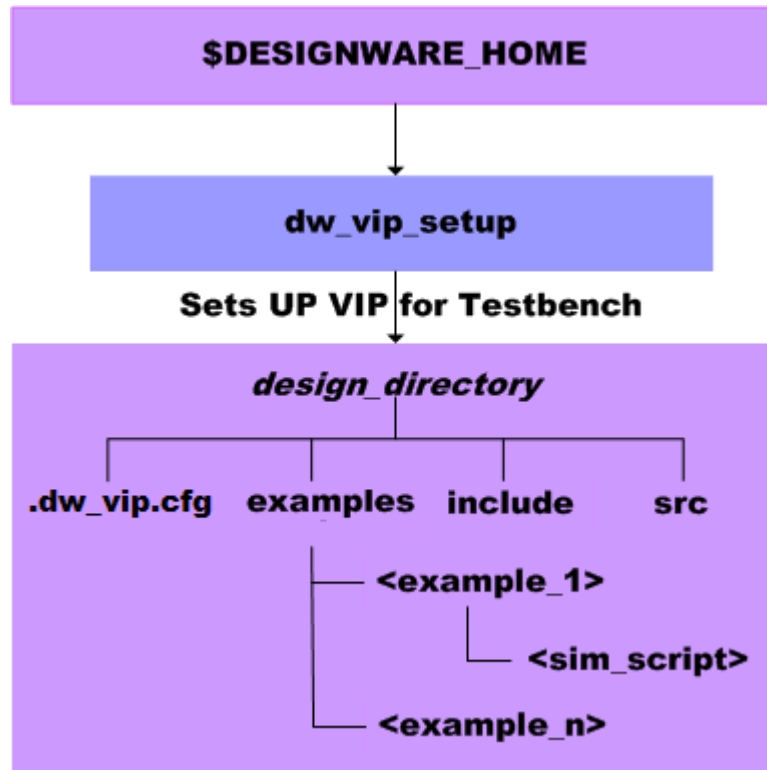 $DESIGNWARE_HOME
dw_vip_setup
Sets UP VIP for Testbench
design_directory
.dw_vip.cfg examples include src
<example_1>
<sim_script>
<example_n>